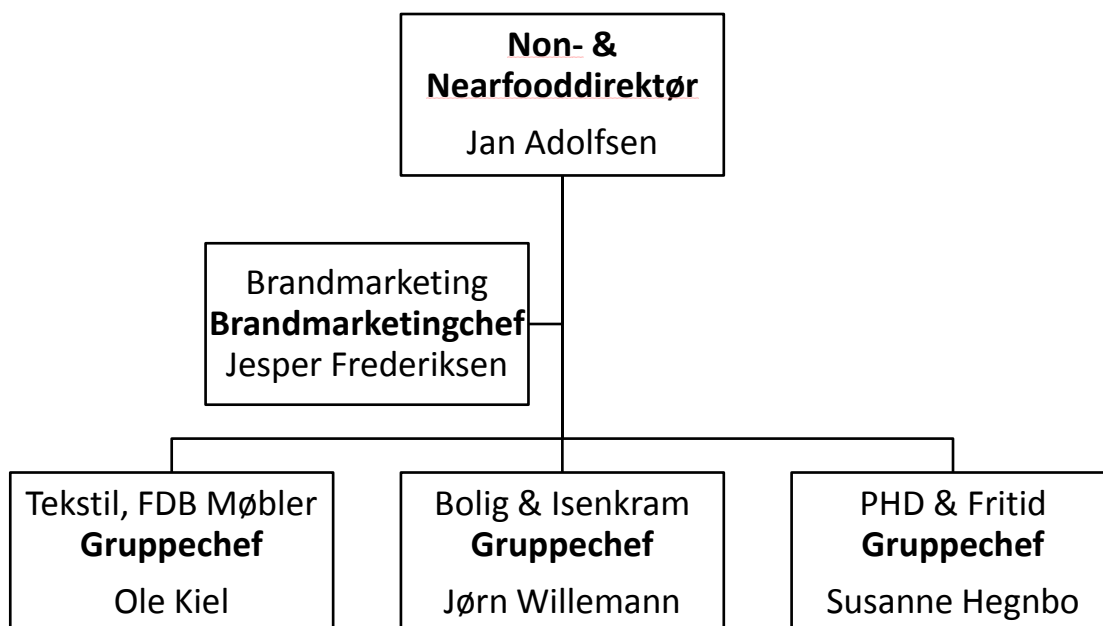 Non- &
Nearfooddirektør
Jan Adolfsen
Brandmarketing
Brandmarketingchef
Jesper Frederiksen
Tekstil, FDB Møbler
Gruppechef
Ole Kiel
Bolig & Isenkram
Gruppechef
Jørn Willemann
PHD & Fritid
Gruppechef
Susanne Hegnbo